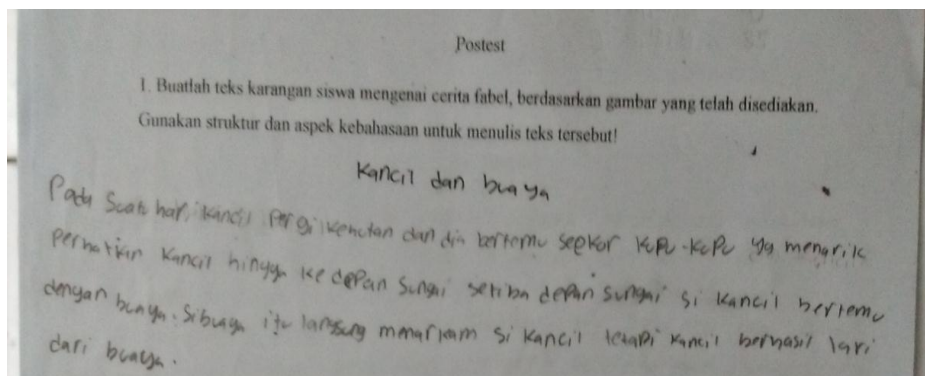 Postest
1. Buatlah teks karangan siswa mengenai cerita fabel, berdasarkan gambar yang telah disediakan.
Gunakan struktur dan aspek kebahasaan untuk menulis teks tersebut!
Kancil dan buaya
Pada Suatu hari, kancil Pergi kehutan dan dia bertemu seekor kupu-kupu yg menarik
Perhatian Kancil hingga ke depan Sungai setiba depan sungai si kancil bertemu
dengan buaya. Sibuaya itu langsung menarkam si kancil tetapi kancil berhasil lari
dari buaya.